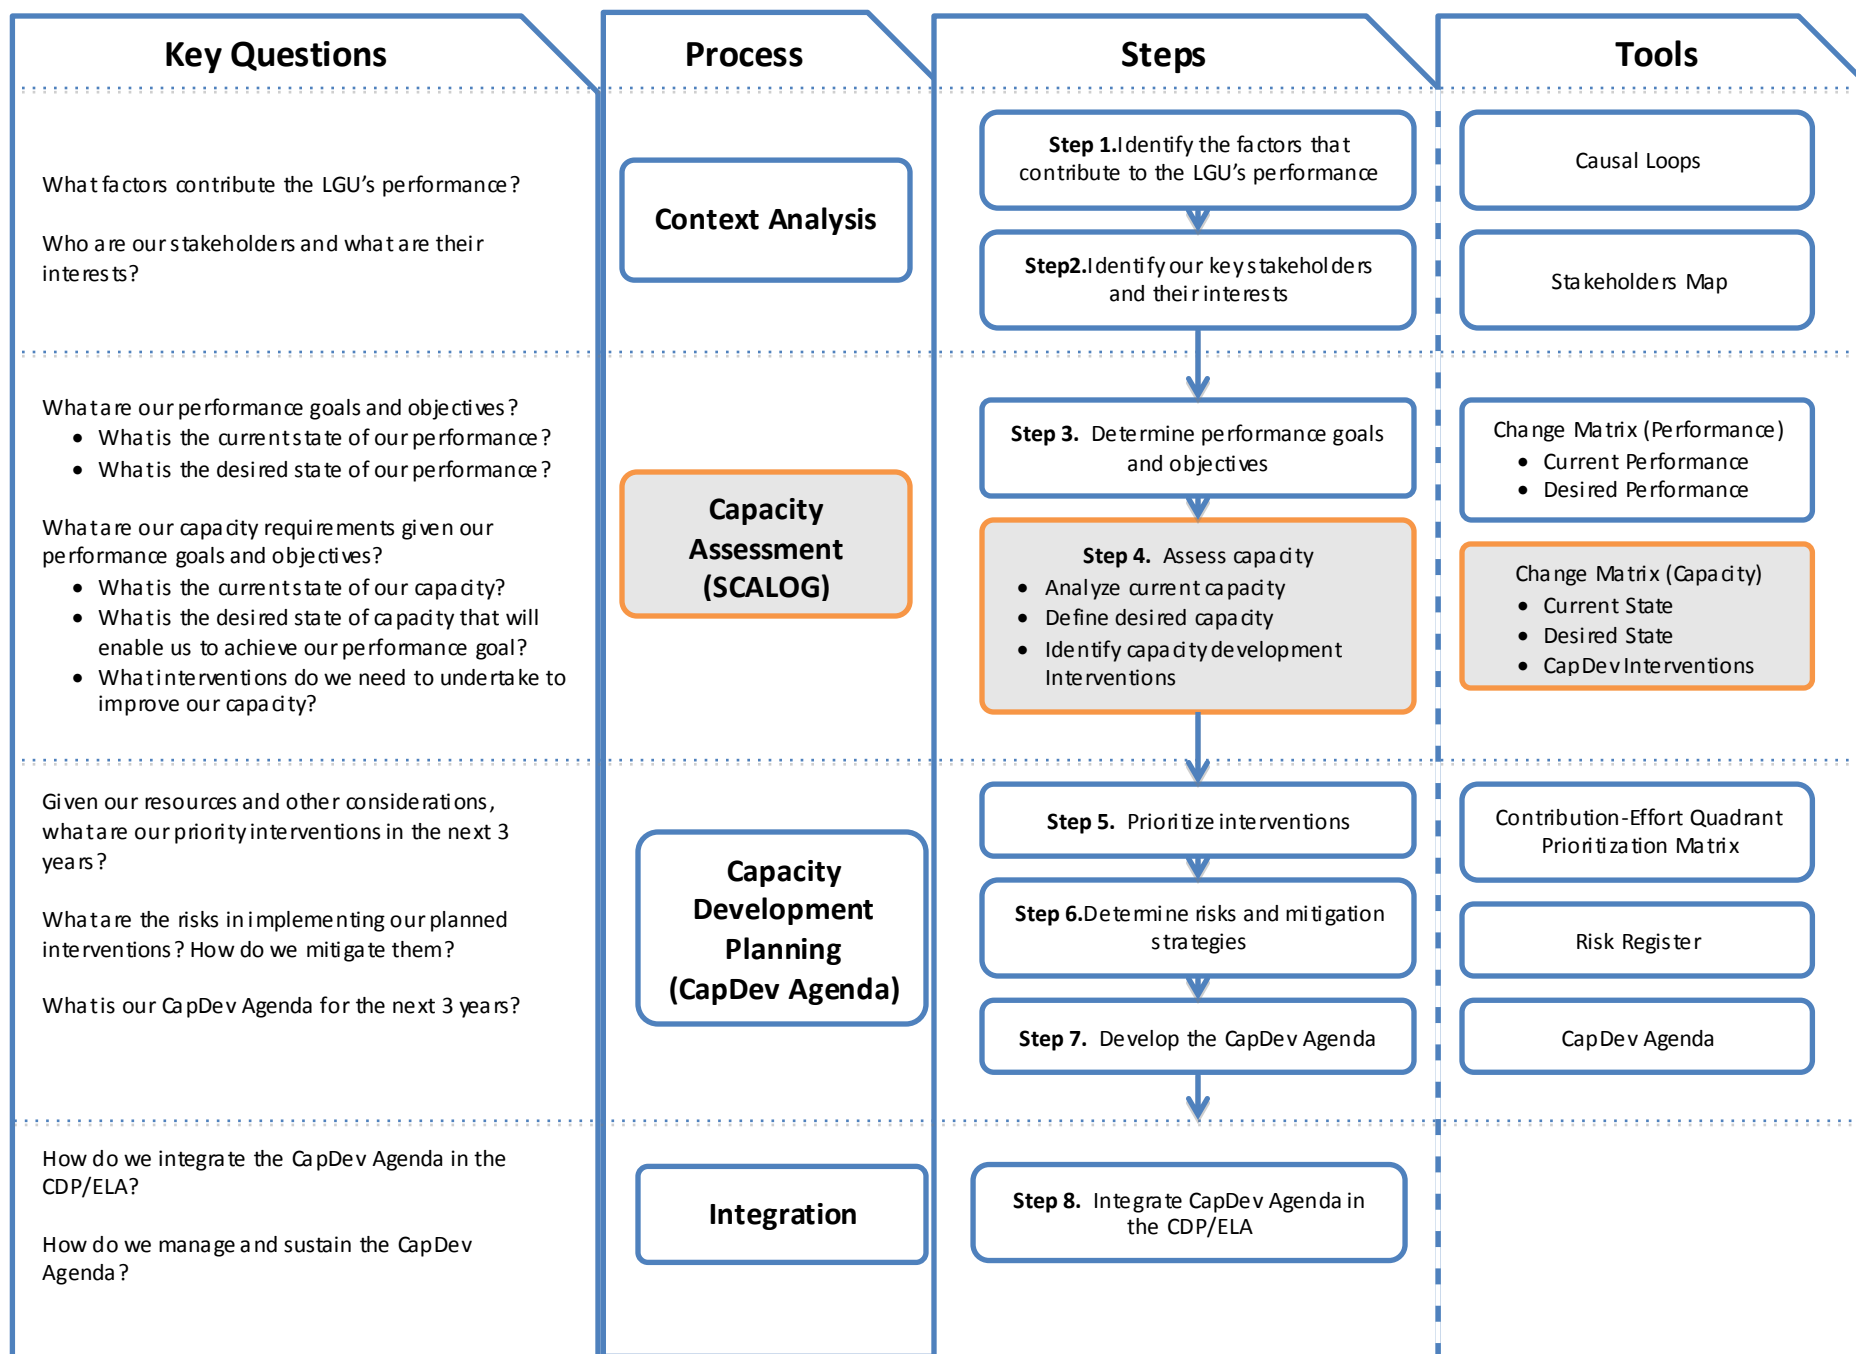 Key Questions
Process
Steps
Tools
What factors contribute the LGU's performance?
Who are our stakeholders and what are their
interests?
Context Analysis
Step 1.Identify the factors that
contribute to the LGU's performance
Step2.Identify our key stakeholders
and their interests
Causal Loops
Stakeholders Map
What are our performance goals and objectives?
• What is the current state of our performance?
• What is the desired state of our performance?
What are our capacity requirements given our
performance goals and objectives?
• What is the current state of our capacity?
• What is the desired state of capacity that will
enable us to achieve our performance goal?
• What interventions do we need to undertake to
improve our capacity?
Capacity
Assessment
(SCALOG)
Step 3. Determine performance goals
and objectives
Step 4. Assess capacity
• Analyze current capacity
• Define desired capacity
• Identify capacity development
Interventions
Change Matrix (Performance)
• Current Performance
• Desired Performance
Change Matrix (Capacity)
• Current State
• Desired State
• CapDev Interventions
Given our resources and other considerations,
what are our priority interventions in the next 3
years?
What are the risks in implementing our planned
interventions? How do we mitigate them?
What is our CapDev Agenda for the next 3 years?
Capacity
Development
Planning
(CapDev Agenda)
Step 5. Prioritize interventions
Step 6.Determine risks and mitigation
strategies
Step 7. Develop the CapDev Agenda
Contribution-Effort Quadrant
Prioritization Matrix
Risk Register
CapDev Agenda
How do we integrate the CapDev Agenda in the
CDP/ELA?
How do we manage and sustain the CapDev
Agenda?
Integration
Step 8. Integrate CapDev Agenda in
the CDP/ELA